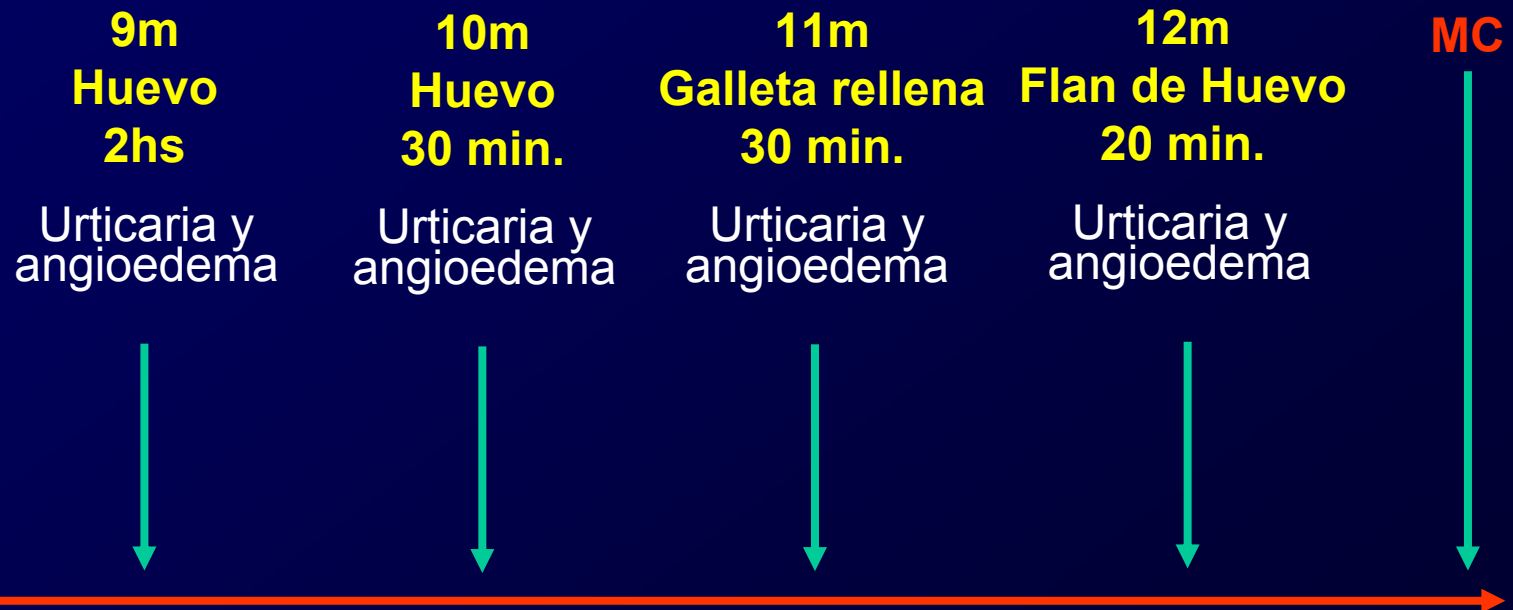 9m
Huevo
2hs
Urticaria y
angioedema
10m
Huevo
30 min.
Urticaria y
angioedema
11m
Galleta rellena
30 min.
Urticaria y
angioedema
12m
Flan de Huevo
20 min.
Urticaria y
angioedema
MC